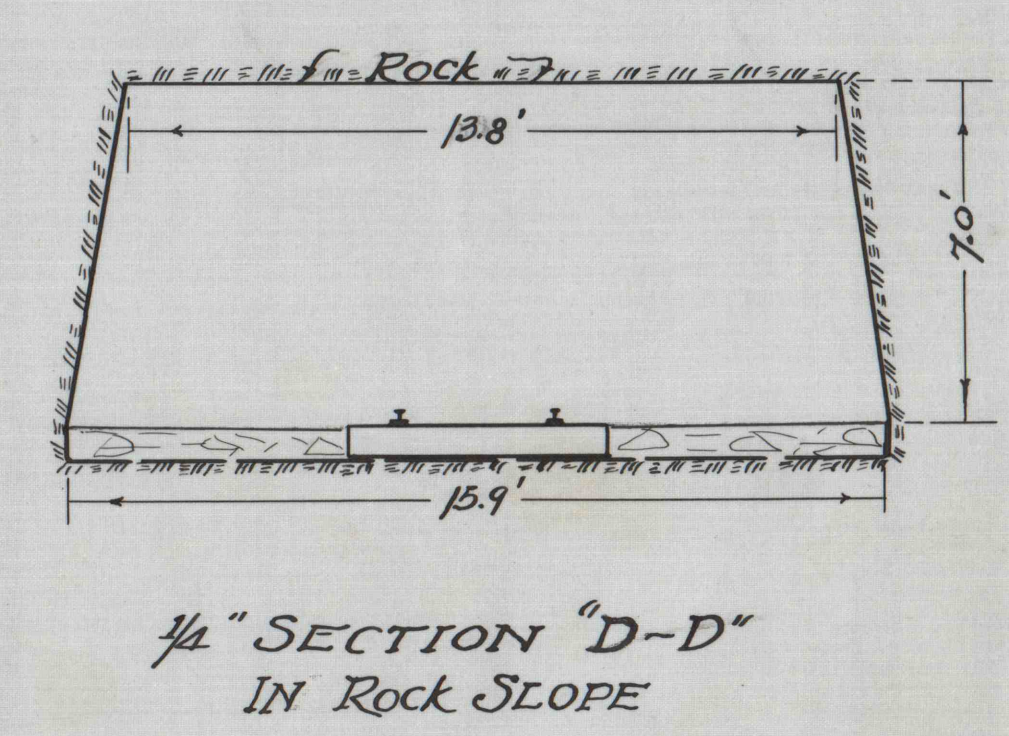 Rock
13.8'
7.0'
15.9'
1/4" SECTION "D~D"
IN ROCK SLOPE